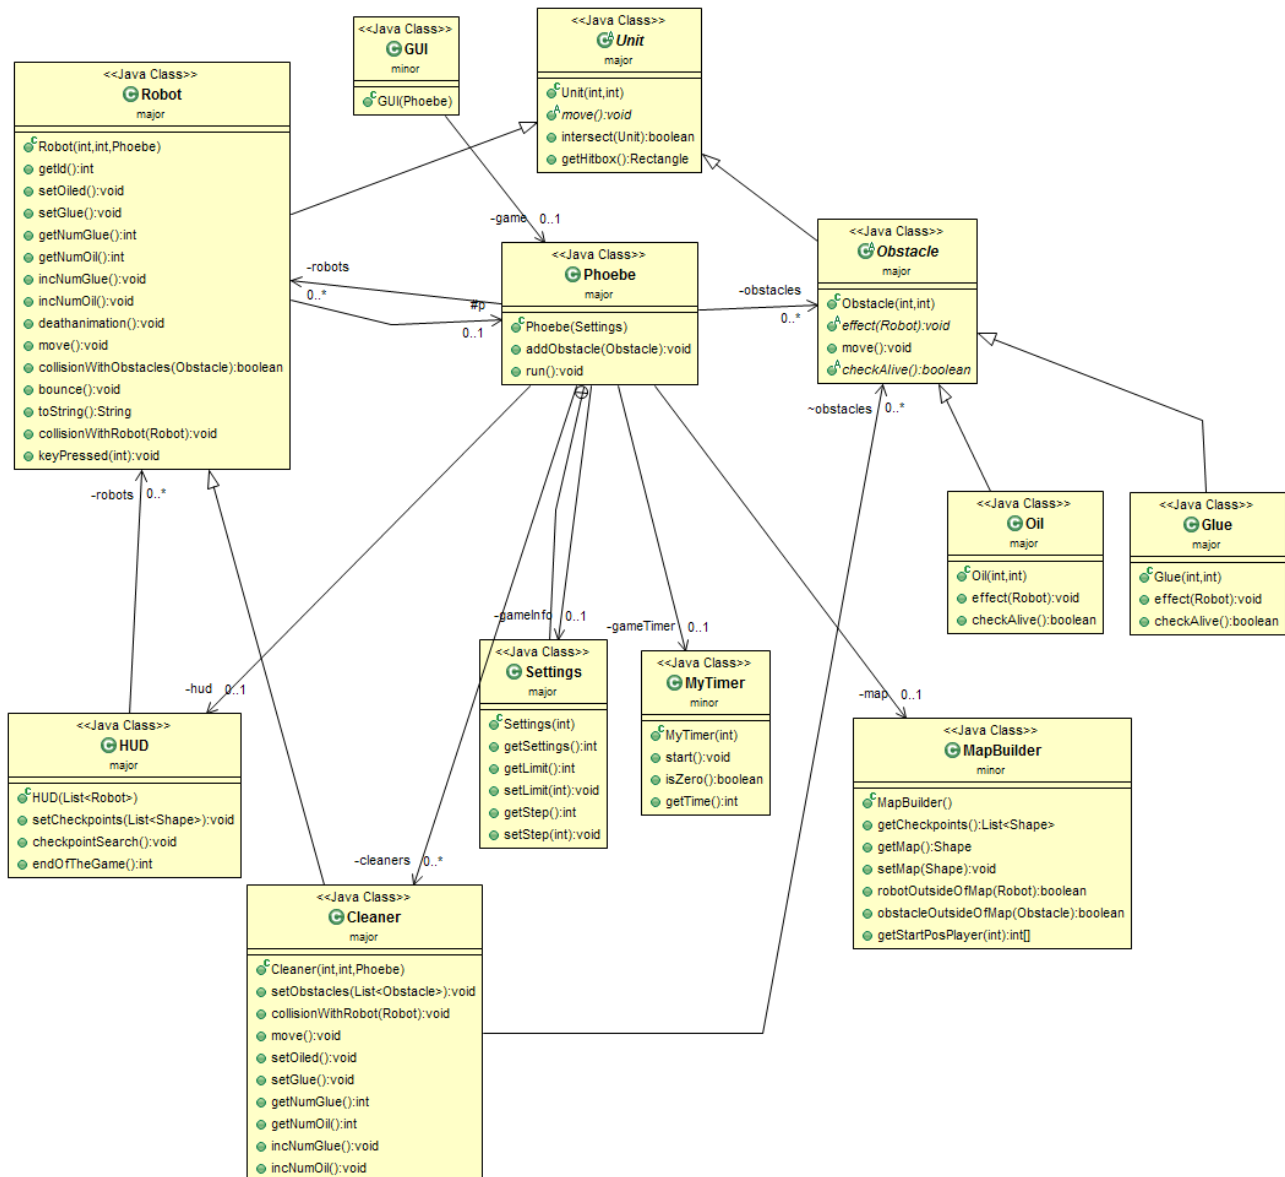 <<Java Class>>
GUI
minor
GUI(Phoebe)
<<Java Class>>
Unit
major
Unit(int,int)
move():void
intersect(Unit):boolean
getHitbox():Rectangle
<<Java Class>>
Robot
major
Robot(int,int,Phoebe)
getId():int
setOiled():void
setGlue():void
getNumGlue():int
getNumOil():int
incNumGlue():void
incNumOil():void
deathanimation():void
move():void
collisionWithObstacles(Obstacle):boolean
bounce():void
toString():String
collisionWithRobot(Robot):void
keyPressed(int):void
-game 0..1
<<Java Class>>
Phoebe
major
Phoebe(Settings)
addObstacle(Obstacle):void
run():void
-robots
0..*
#p
0..1
-obstacles
0..*
<<Java Class>>
Obstacle
major
Obstacle(int,int)
effect(Robot):void
move():void
checkAlive():boolean
~obstacles 0..*
-robots 0..*
<<Java Class>>
Oil
major
Oil(int,int)
effect(Robot):void
checkAlive():boolean
<<Java Class>>
Glue
major
Glue(int,int)
effect(Robot):void
checkAlive():boolean
-gameInfo 0..1
-gameTimer 0..1
-hud 0..1
-map 0..1
<<Java Class>>
Settings
major
Settings(int)
getSettings():int
getLimit():int
setLimit(int):void
getStep():int
setStep(int):void
<<Java Class>>
MyTimer
minor
MyTimer(int)
start():void
isZero():boolean
getTime():int
<<Java Class>>
HUD
major
HUD(List<Robot>)
setCheckpoints(List<Shape>):void
checkpointSearch():void
endOfTheGame():int
<<Java Class>>
MapBuilder
minor
MapBuilder()
getCheckpoints():List<Shape>
getMap():Shape
setMap(Shape):void
robotOutsideOfMap(Robot):boolean
obstacleOutsideOfMap(Obstacle):boolean
getStartPosPlayer(int):int[]
-cleaners 0..*
<<Java Class>>
Cleaner
major
Cleaner(int,int,Phoebe)
setObstacles(List<Obstacle>):void
collisionWithRobot(Robot):void
move():void
setOiled():void
setGlue():void
getNumGlue():int
getNumOil():int
incNumGlue():void
incNumOil():void